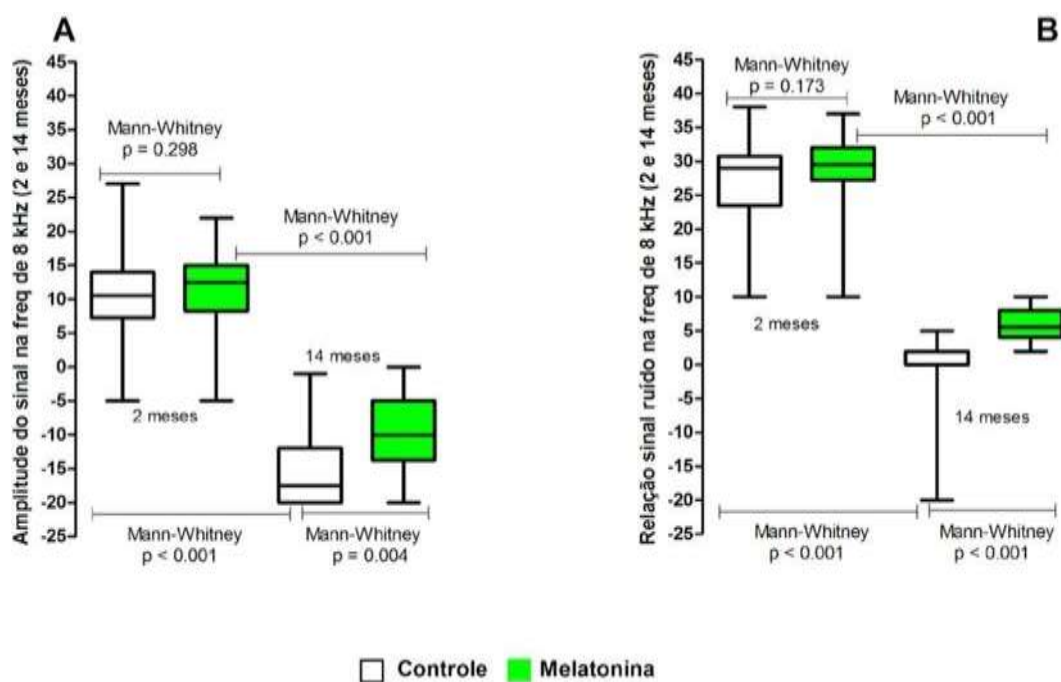 A
Amplitude do sinal na freq de 8 kHz (2 e 14 meses)
45
40
35
30
25
20
15
10
5
0
-5
-10
-15
-20
-25
Mann-Whitney
p = 0.298
Mann-Whitney
p < 0.001
14 meses
2 meses
Mann-Whitney
p < 0.001
Mann-Whitney
p = 0.004
B
Relação sinal ruído na freq de 8 kHz (2 e 14 meses)
45
40
35
30
25
20
15
10
5
0
-5
-10
-15
-20
-25
Mann-Whitney
p = 0.173
Mann-Whitney
p < 0.001
2 meses
14 meses
Mann-Whitney
p < 0.001
Mann-Whitney
p < 0.001
Controle
Melatonina